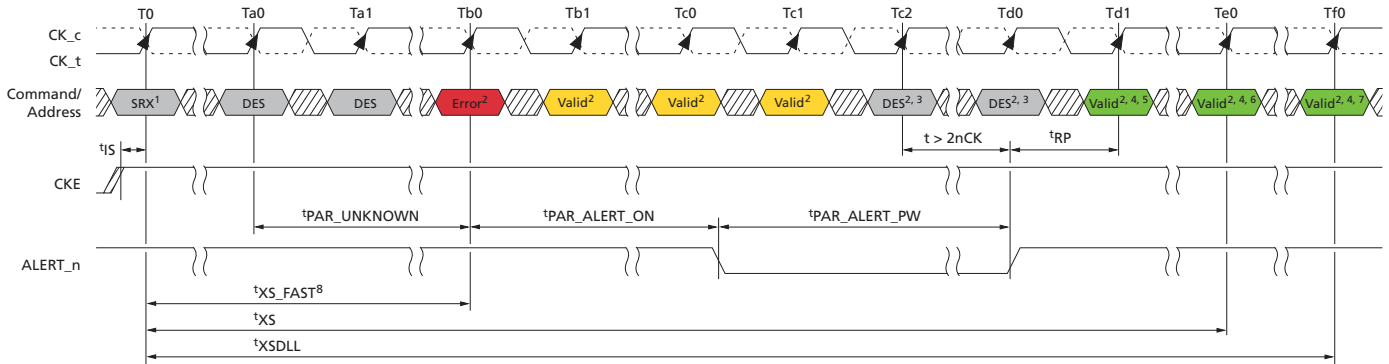 T0 Ta0 Ta1 Tb0 Tb1 Tc0 Tc1 Tc2 Td0 Td1 Te0 Tf0
CK_c
CK_t
Command/
Address
SRX1 DES DES Error2 Valid2 Valid2 Valid2 DES2, 3 DES2, 3 Valid2, 4, 5 Valid2, 4, 6 Valid2, 4, 7
tIS
t > 2nCK
tRP
CKE
tPAR_UNKNOWN
tPAR_ALERT_ON
tPAR_ALERT_PW
ALERT_n
tXS_FAST8
tXS
tXSDLL